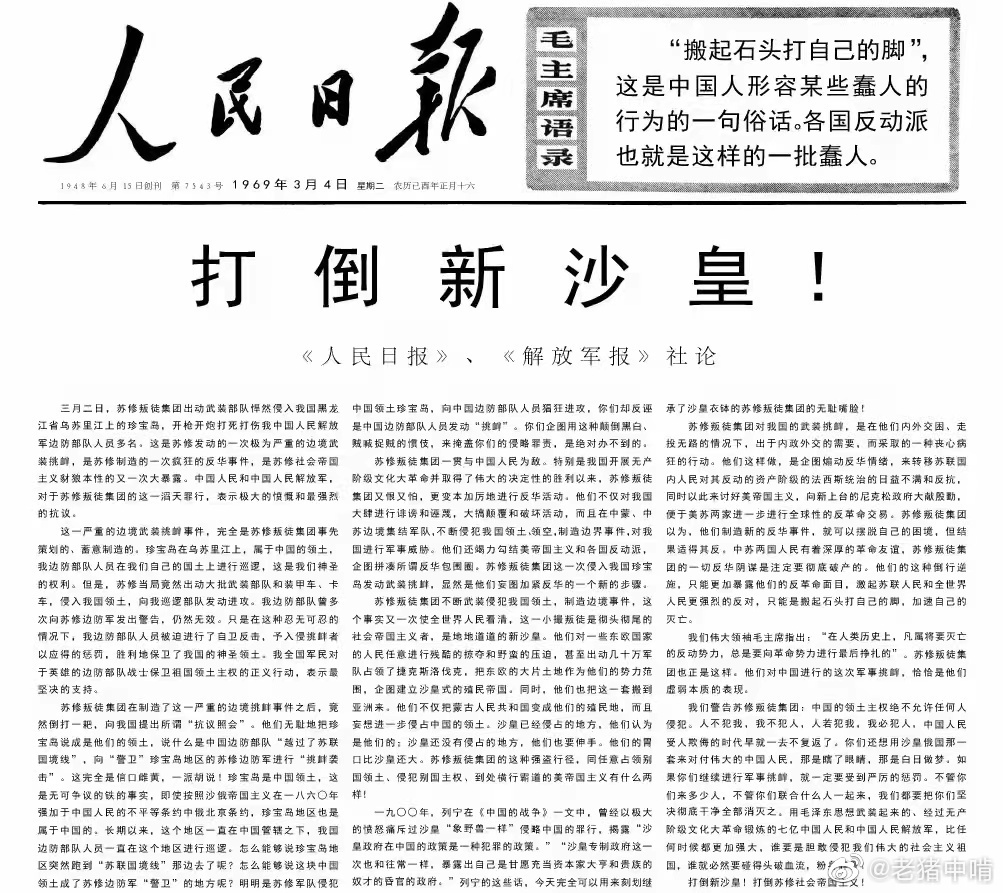 人民日报
1948年6月15日创刊 第7543号 1969年3月4日 星期二 农历己酉年正月十六
毛主席语录
“搬起石头打自己的脚”,
这是中国人形容某些蠢人的
行为的一句俗话。各国反动派
也就是这样的一批蠢人。
打倒新沙皇!
《人民日报》、《解放军报》社论
三月二日,苏修叛徒集团出动武装部队悍然侵入我国黑龙
江省乌苏里江上的珍宝岛,开枪开炮打死打伤我中国人民解放
军边防部队人员多名。这是苏修发动的一次极为严重的边境武
装挑衅,是苏修制造的一次疯狂的反华事件,是苏修社会帝国
主义豺狼本性的又一次大暴露。中国人民和中国人民解放军,
对于苏修叛徒集团的这一滔天罪行,表示极大的愤慨和最强烈
的抗议。
这一严重的边境武装挑衅事件,完全是苏修叛徒集团事先
策划的、蓄意制造的。珍宝岛在乌苏里江上,属于中国的领土,
我边防部队人员在我们自己的国土上进行巡逻,这是我们神圣
的权利。但是,苏修当局竟然出动大批武装部队和装甲车、卡
车,侵入我国领土,向我巡逻部队发动进攻。我边防部队曾多
次向苏修边防军发出警告,仍然无效。只是在这种忍无可忍的
情况下,我边防部队人员被迫进行了自卫反击,予入侵挑衅者
以应得的惩罚,胜利地保卫了我国的神圣领土。我全国军民对
于英雄的边防部队战士保卫祖国领土主权的正义行动,表示最
坚决的支持。
苏修叛徒集团在制造了这一严重的边境挑衅事件之后,竟
然倒打一耙,向我国提出所谓“抗议照会”。他们无耻地把珍
宝岛说成是他们的领土,说什么是中国边防部队“越过了苏联
国境线”,向“警卫”珍宝岛地区的苏修边防军进行“挑衅袭
击”。这完全是信口雌黄,一派胡说!珍宝岛是中国领土,这
是无可争议的铁的事实,即使按照沙俄帝国主义在一八六〇年
强加于中国人民的不平等条约中俄北京条约,珍宝岛地区也是
属于中国的。长期以来,这个地区一直在中国管辖之下,我国
边防部队人员一直在这个地区进行巡逻。怎么能够说珍宝岛地
区突然跑到“苏联国境线”那边去了呢?怎么能够说这块中国
领土成了苏修边防军“警卫”的地方呢?明明是苏修军队侵犯
中国领土珍宝岛,向中国边防部队人员猖狂进攻,你们却反诬
是中国边防部队人员发动“挑衅”。你们企图用这种颠倒黑白、
贼喊捉贼的惯伎,来掩盖你们的侵略罪责,是绝对办不到的。
苏修叛徒集团一贯与中国人民为敌。特别是我国开展无产
阶级文化大革命并取得了伟大的决定性的胜利以来,苏修叛徒
集团又恨又怕,更变本加厉地进行反华活动。他们不仅对我国
大肆进行诽谤和诬蔑,大搞颠覆和破坏活动,而且在中蒙、中
苏边境集结军队,不断侵犯我国领土、领空,制造边界事件,对我
国进行军事威胁。他们还竭力勾结美帝国主义和各国反动派,
企图拼凑所谓反华包围圈。苏修叛徒集团这一次侵入我国珍宝
岛发动武装挑衅,显然是他们妄图加紧反华的一个新的步骤。
苏修叛徒集团不断武装侵犯我国领土,制造边境事件,这
个事实又一次使全世界人民看清,这一小撮叛徒是彻头彻尾的
社会帝国主义者,是地地道道的新沙皇。他们对一些东欧国家
的人民任意进行残酷的掠夺和野蛮的压迫,甚至出动几十万军
队占领了捷克斯洛伐克,把东欧的大片土地作为他们的势力范
围,企图建立沙皇式的殖民帝国。同时,他们也把这一套搬到
亚洲来。他们不仅把蒙古人民共和国变成他们的殖民地,而且
妄想进一步侵占中国的领土。沙皇已经侵占的地方,他们认为
是他们的;沙皇还没有侵占的地方,他们也要伸手。他们的胃
口比沙皇还大。苏修叛徒集团的这种强盗行径,同任意占领别
国领土、侵犯别国主权、到处横行霸道的美帝国主义有什么两
样!
一九〇〇年,列宁在《中国的战争》一文中,曾经以极大
的愤怒痛斥过沙皇“象野兽一样”侵略中国的罪行,揭露“沙
皇政府在中国的政策是一种犯罪的政策。”“沙皇专制政府这一
次也和往常一样,暴露出自己是甘愿充当资本家大亨和贵族的
奴才的昏官的政府。”列宁的这些话,今天完全可以用来刻划继
承了沙皇衣钵的苏修叛徒集团的无耻嘴脸!
苏修叛徒集团对我国的武装挑衅,是在他们内外交困、走
投无路的情况下,出于内政外交的需要,而采取的一种丧心病
狂的行动。他们这样做,是企图煽动反华情绪,来转移苏联国
内人民对其反动的资产阶级的法西斯统治的日益不满和反抗,
同时以此来讨好美帝国主义,向新上台的尼克松政府大献殷勤,
便于美苏两家进一步进行全球性的反革命交易。苏修叛徒集团
以为,他们制造新的反华事件,就可以摆脱自己的困境,但结
果适得其反。中苏两国人民有着深厚的革命友谊,苏修叛徒集
团的一切反华阴谋是注定要彻底破产的。他们的这种倒行逆
施,只能更加暴露他们的反革命面目,激起苏联人民和全世界
人民更强烈的反对,只能是搬起石头打自己的脚,加速自己的
灭亡。
我们伟大领袖毛主席指出:“在人类历史上,凡属将要灭亡
的反动势力,总是要向革命势力进行最后挣扎的”。苏修叛徒集
团也正是这样。他们对中国进行的这次军事挑衅,恰恰是他们
虚弱本质的表现。
我们警告苏修叛徒集团:中国的领土主权绝不允许任何人
侵犯。人不犯我,我不犯人,人若犯我,我必犯人,中国人民
受人欺侮的时代早就一去不复返了。你们还想用沙皇俄国那一
套来对付伟大的中国人民,那是瞎了眼睛,那是白日做梦。如
果你们继续进行军事挑衅,就一定要受到严厉的惩罚。不管你
们来多少人,不管你们联合什么人一起来,我们都要把你们坚
决彻底干净全部消灭之。用毛泽东思想武装起来的、经过无产
阶级文化大革命锻炼的七亿中国人民和中国人民解放军,比任
何时候都更加强大,谁要是胆敢侵犯我们伟大的社会主义祖
国,谁就必然要碰得头破血流,粉
打倒新沙皇!打倒苏修社会帝国主义!
@老猪中啃